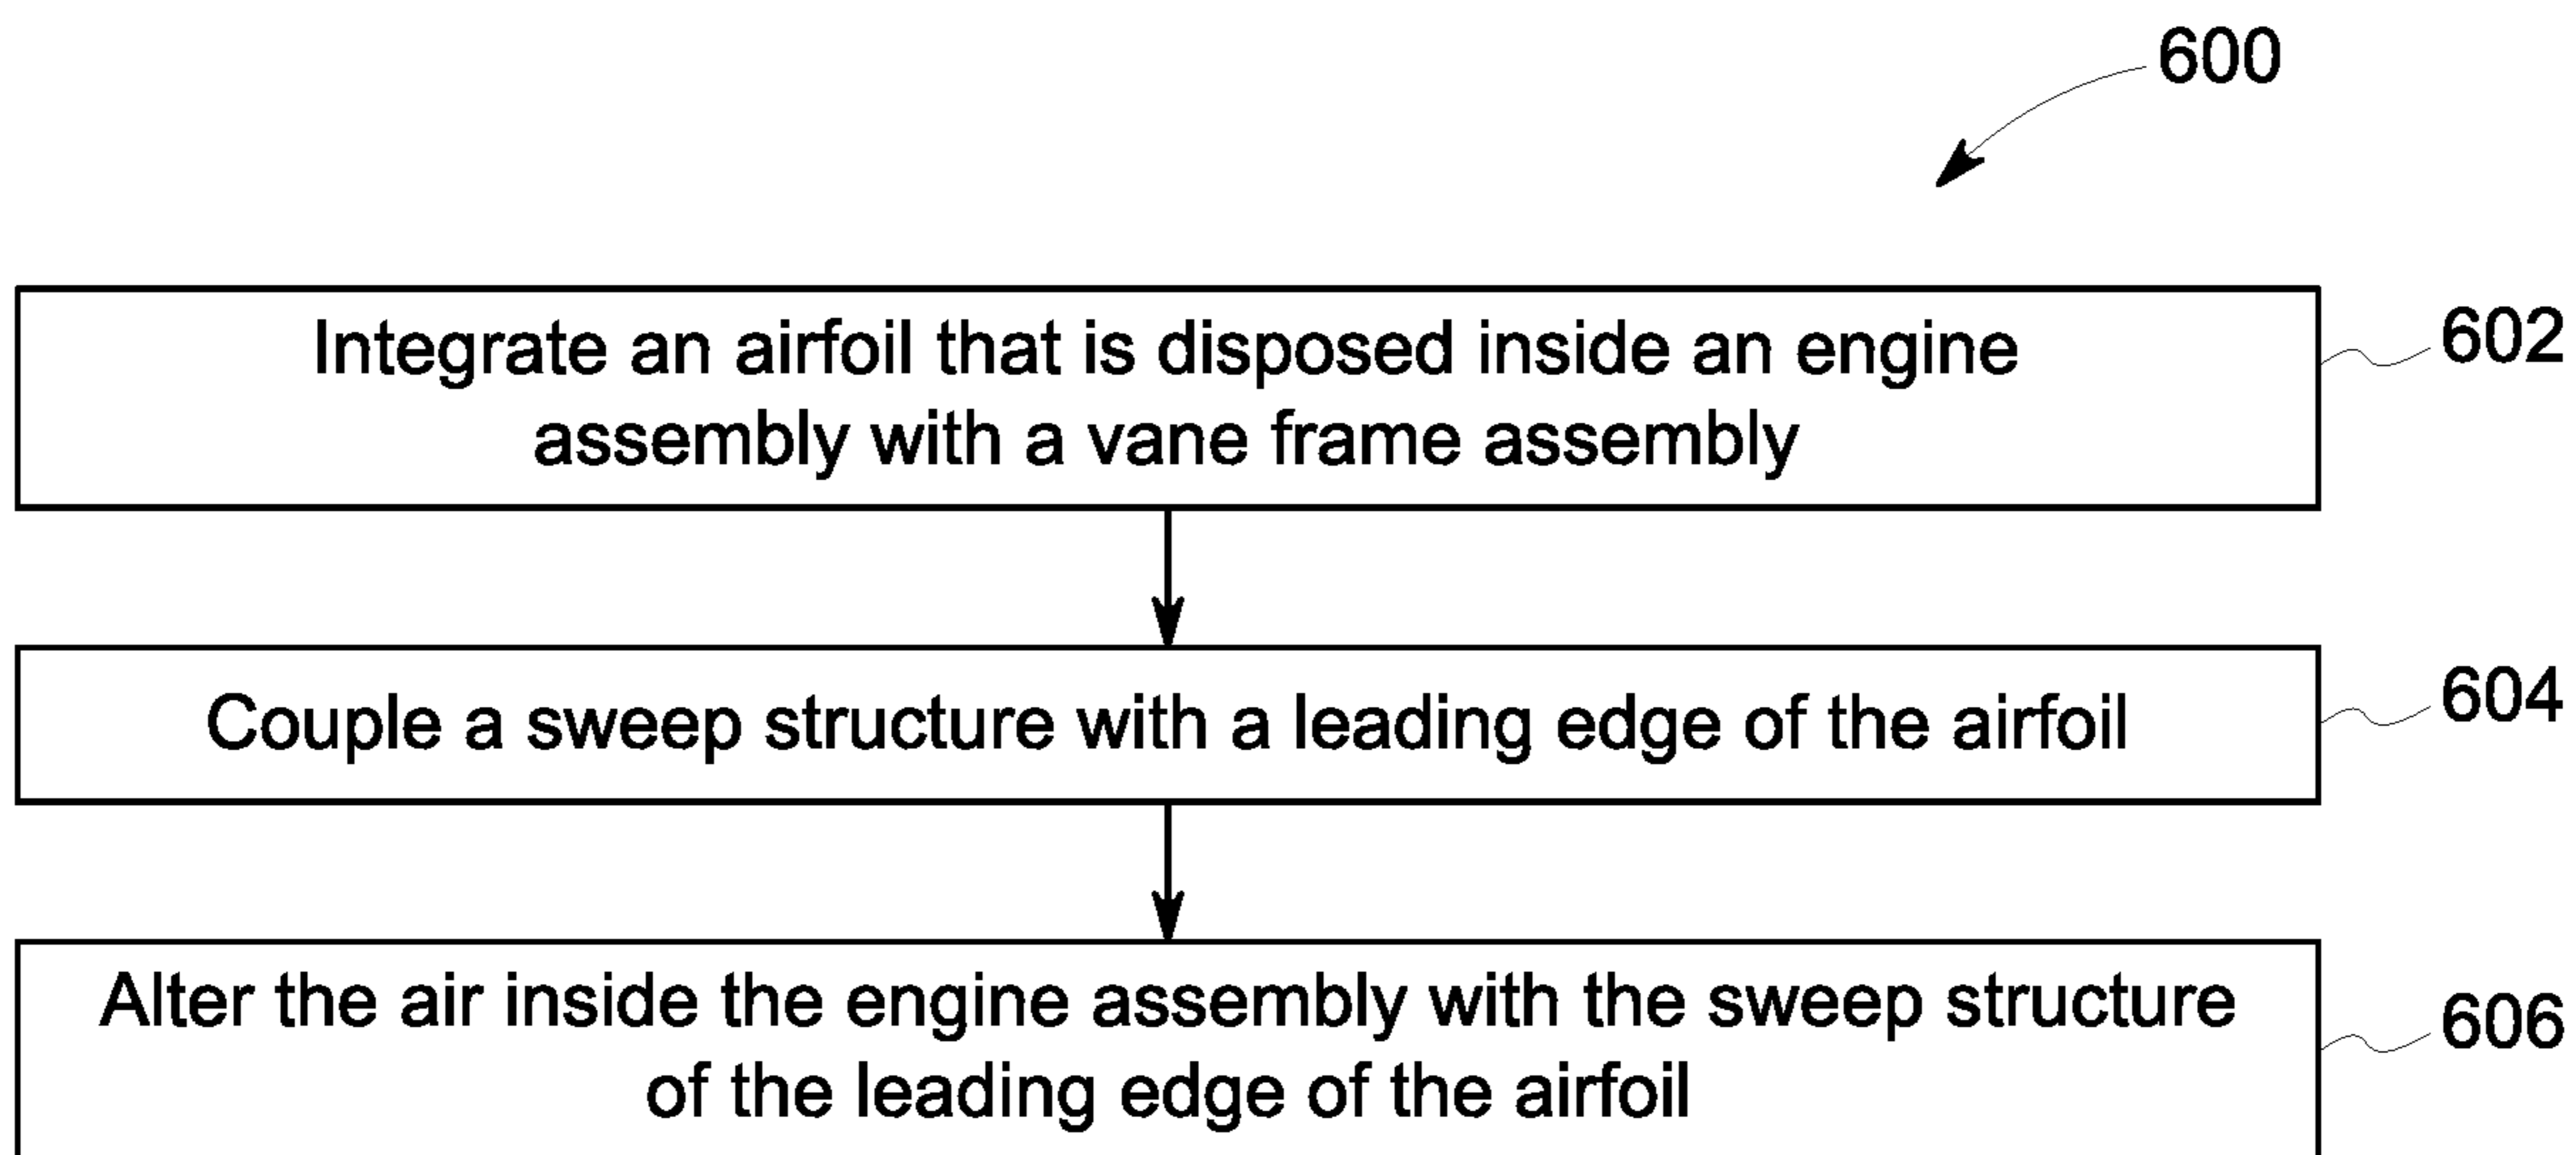 600
Integrate an airfoil that is disposed inside an engine
assembly with a vane frame assembly
602
Couple a sweep structure with a leading edge of the airfoil
604
Alter the air inside the engine assembly with the sweep structure
of the leading edge of the airfoil
606